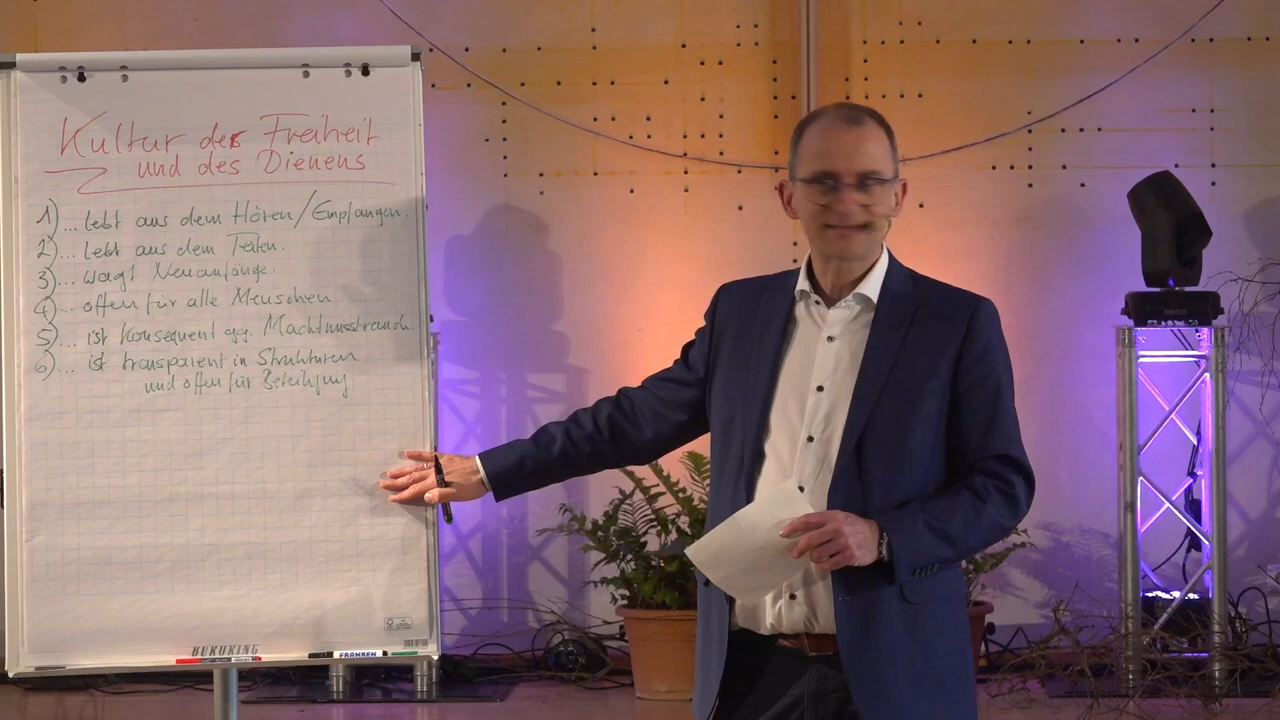 Kultur der Freiheit
und des Dienens
1) ... lebt aus dem Hören/Empfangen.
2) ... lebt aus dem Teilen.
3) ... wagt Neuanfänge.
4) ... offen für alle Menschen
5) ... ist konsequent gg. Machtmissbrauch.
6) ... ist transparent in Strukturen
und offen für Beteiligung
BÜROKING
FRANKEN